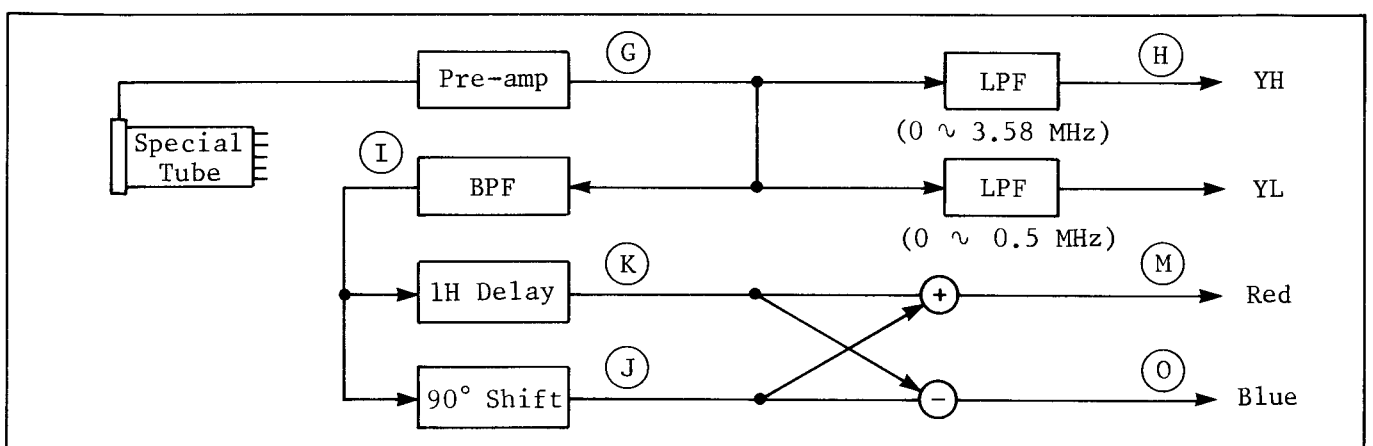 G
H
Pre-amp
LPF
YH
(0 ~ 3.58 MHz)
Special
Tube
I
BPF
LPF
YL
(0 ~ 0.5 MHz)
K
M
1H Delay
+
Red
J
O
90° Shift
−
Blue